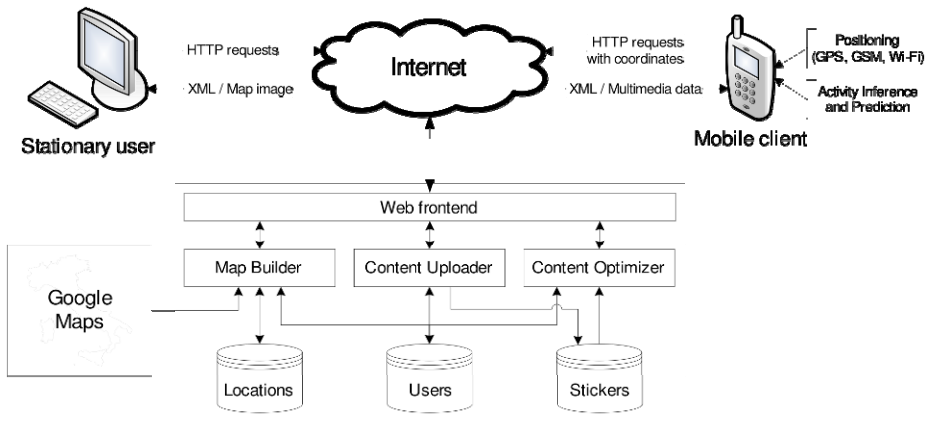 HTTP requests
XML / Map image
Stationary user
Internet
HTTP requests
with coordinates
XML / Multimedia data
Mobile client
Positioning
(GPS, GSM, Wi-Fi)
Activity Inference
and Prediction
Web frontend
Map Builder
Content Uploader
Content Optimizer
Google
Maps
Locations
Users
Stickers